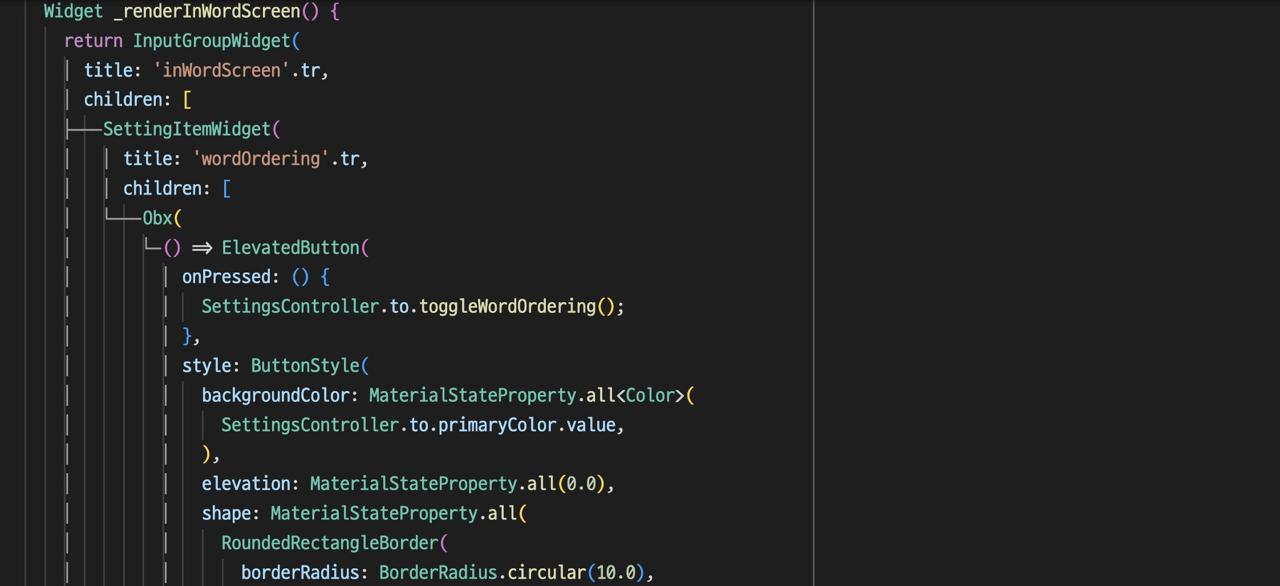 Widget _renderInWordScreen() {
return InputGroupWidget(
title: 'inWordScreen'.tr,
children: [
SettingItemWidget(
title: 'wordOrdering'.tr,
children: [
Obx(
() => ElevatedButton(
onPressed: () {
SettingsController.to.toggleWordOrdering();
},
style: ButtonStyle(
backgroundColor: MaterialStateProperty.all<Color>(
SettingsController.to.primaryColor.value,
),
elevation: MaterialStateProperty.all(0.0),
shape: MaterialStateProperty.all(
RoundedRectangleBorder(
borderRadius: BorderRadius.circular(10.0),